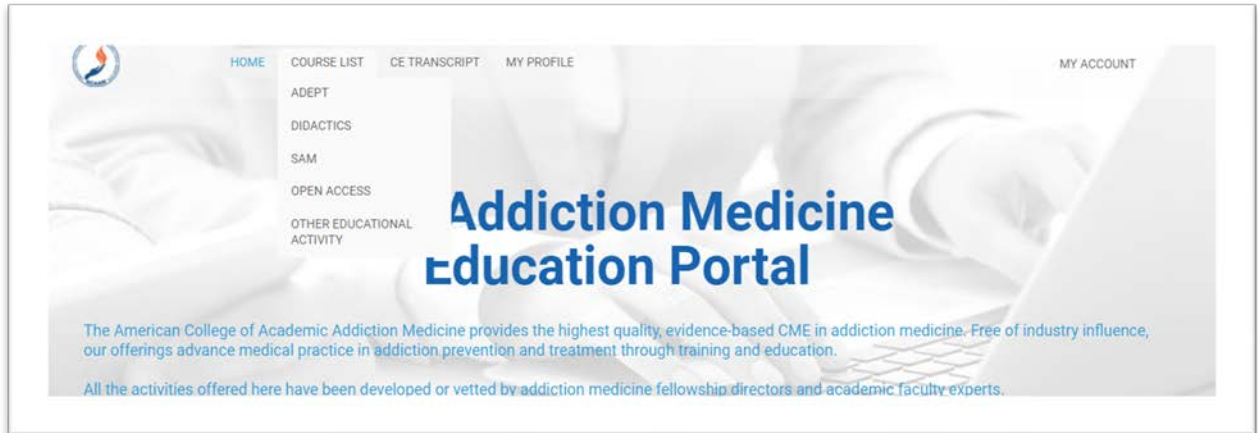 HOME COURSE LIST CE TRANSCRIPT MY PROFILE MY ACCOUNT
ADEPT
DIDACTICS
SAM
OPEN ACCESS
OTHER EDUCATIONAL
ACTIVITY
Addiction Medicine
Education Portal
The American College of Academic Addiction Medicine provides the highest quality, evidence-based CME in addiction medicine. Free of industry influence,
our offerings advance medical practice in addiction prevention and treatment through training and education.
All the activities offered here have been developed or vetted by addiction medicine fellowship directors and academic faculty experts.